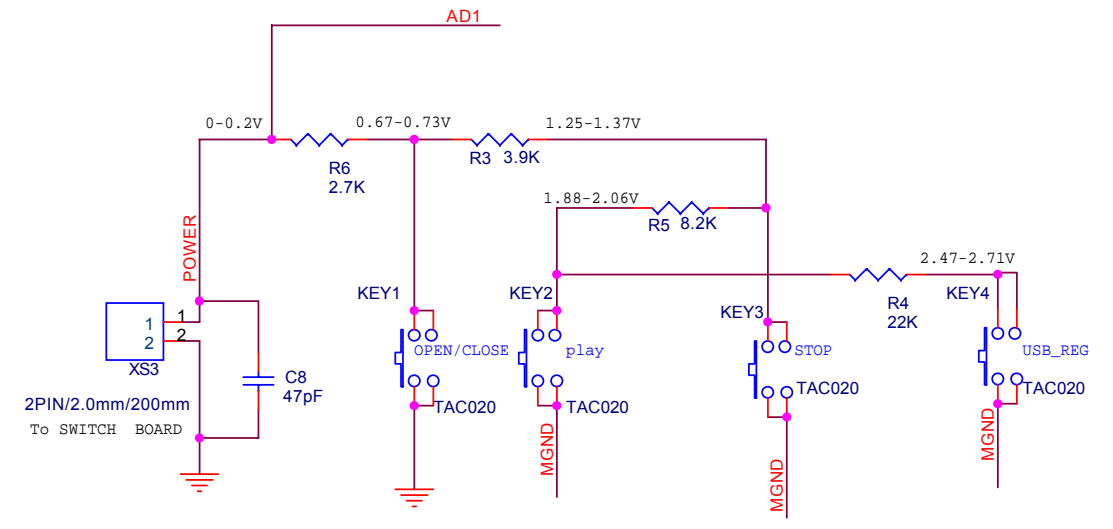 AD1
0-0.2V
0.67-0.73V
1.25-1.37V
R6
2.7K
R3 3.9K
1.88-2.06V
R5 8.2K
POWER
2.47-2.71V
R4
22K
KEY1
KEY2
KEY3
KEY4
1
2
1
2
XS3
OPEN/CLOSE
play
STOP
USB_REG
C8
47pF
TAC020
TAC020
TAC020
TAC020
2PIN/2.0mm/200mm
To SWITCH BOARD
MGND
MGND
MGND